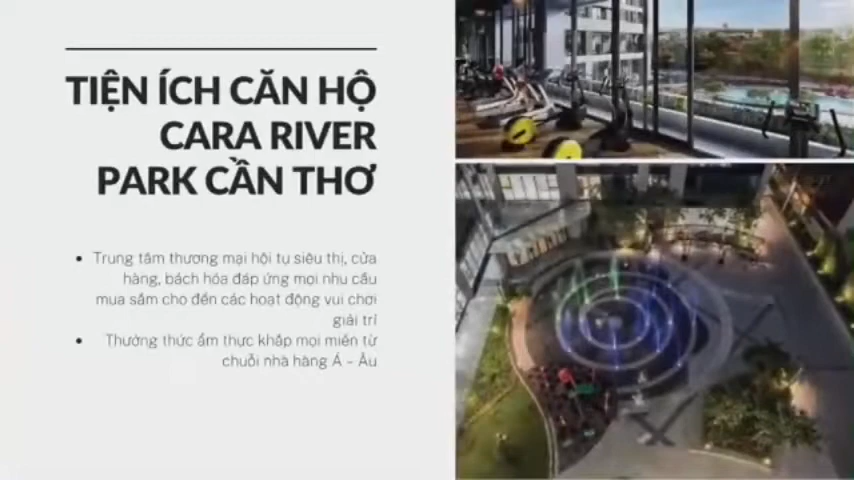 TIỆN ÍCH CĂN HỘ
CARA RIVER
PARK CẦN THƠ
• Trung tâm thương mại hội tụ siêu thị, cửa
hàng, bách hóa đáp ứng mọi nhu cầu
mua sắm cho đến các hoạt động vui chơi
giải trí
• Thưởng thức ẩm thực khắp mọi miền từ
chuỗi nhà hàng Á – Âu